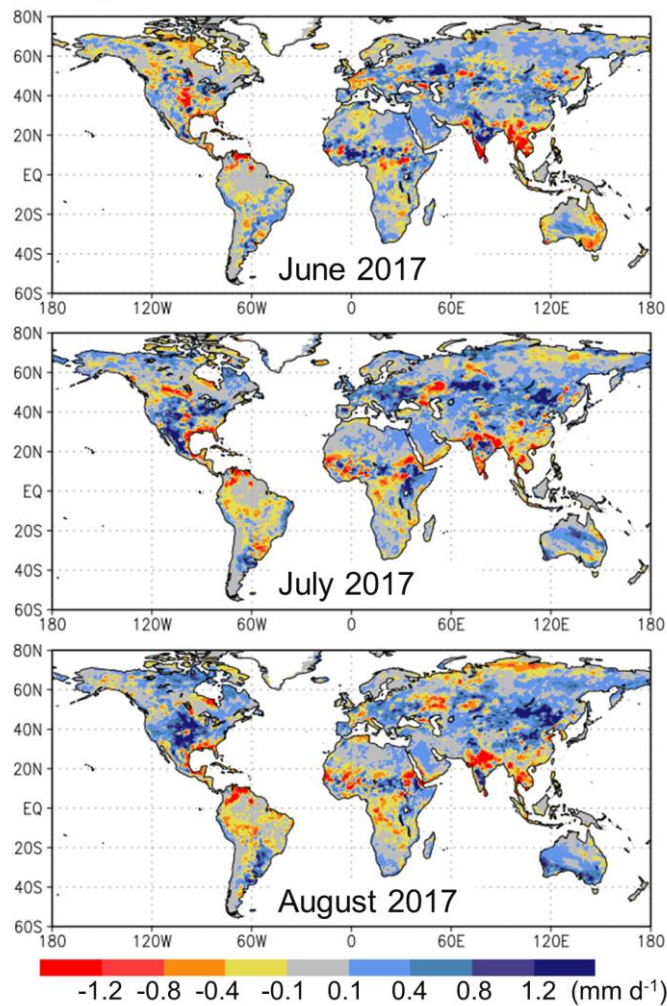 80N
60N
40N
20N
EQ
20S
40S
60S
June 2017
180 120W 60W 0 60E 120E 180
80N
60N
40N
20N
EQ
20S
40S
60S
July 2017
180 120W 60W 0 60E 120E 180
80N
60N
40N
20N
EQ
20S
40S
60S
August 2017
180 120W 60W 0 60E 120E 180
-1.2 -0.8 -0.4 -0.1 0.1 0.4 0.8 1.2 (mm d⁻¹)